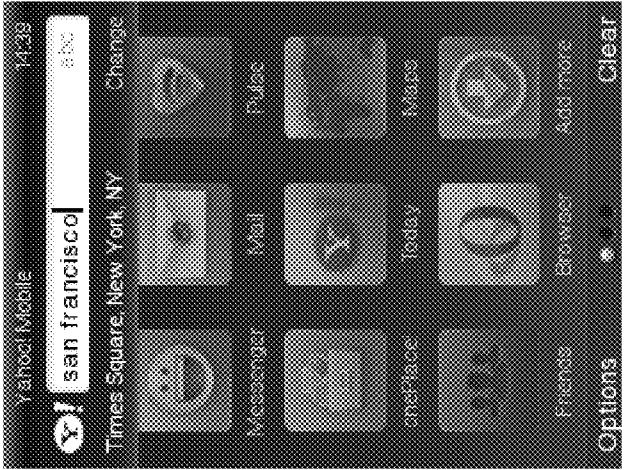 Yahoo! Mobile 14:39
Y! san francisco abc
Times Square, New York, NY Change
Messenger Mail Pulse
onePlace Today Maps
Friends Browser Add more
Options Clear